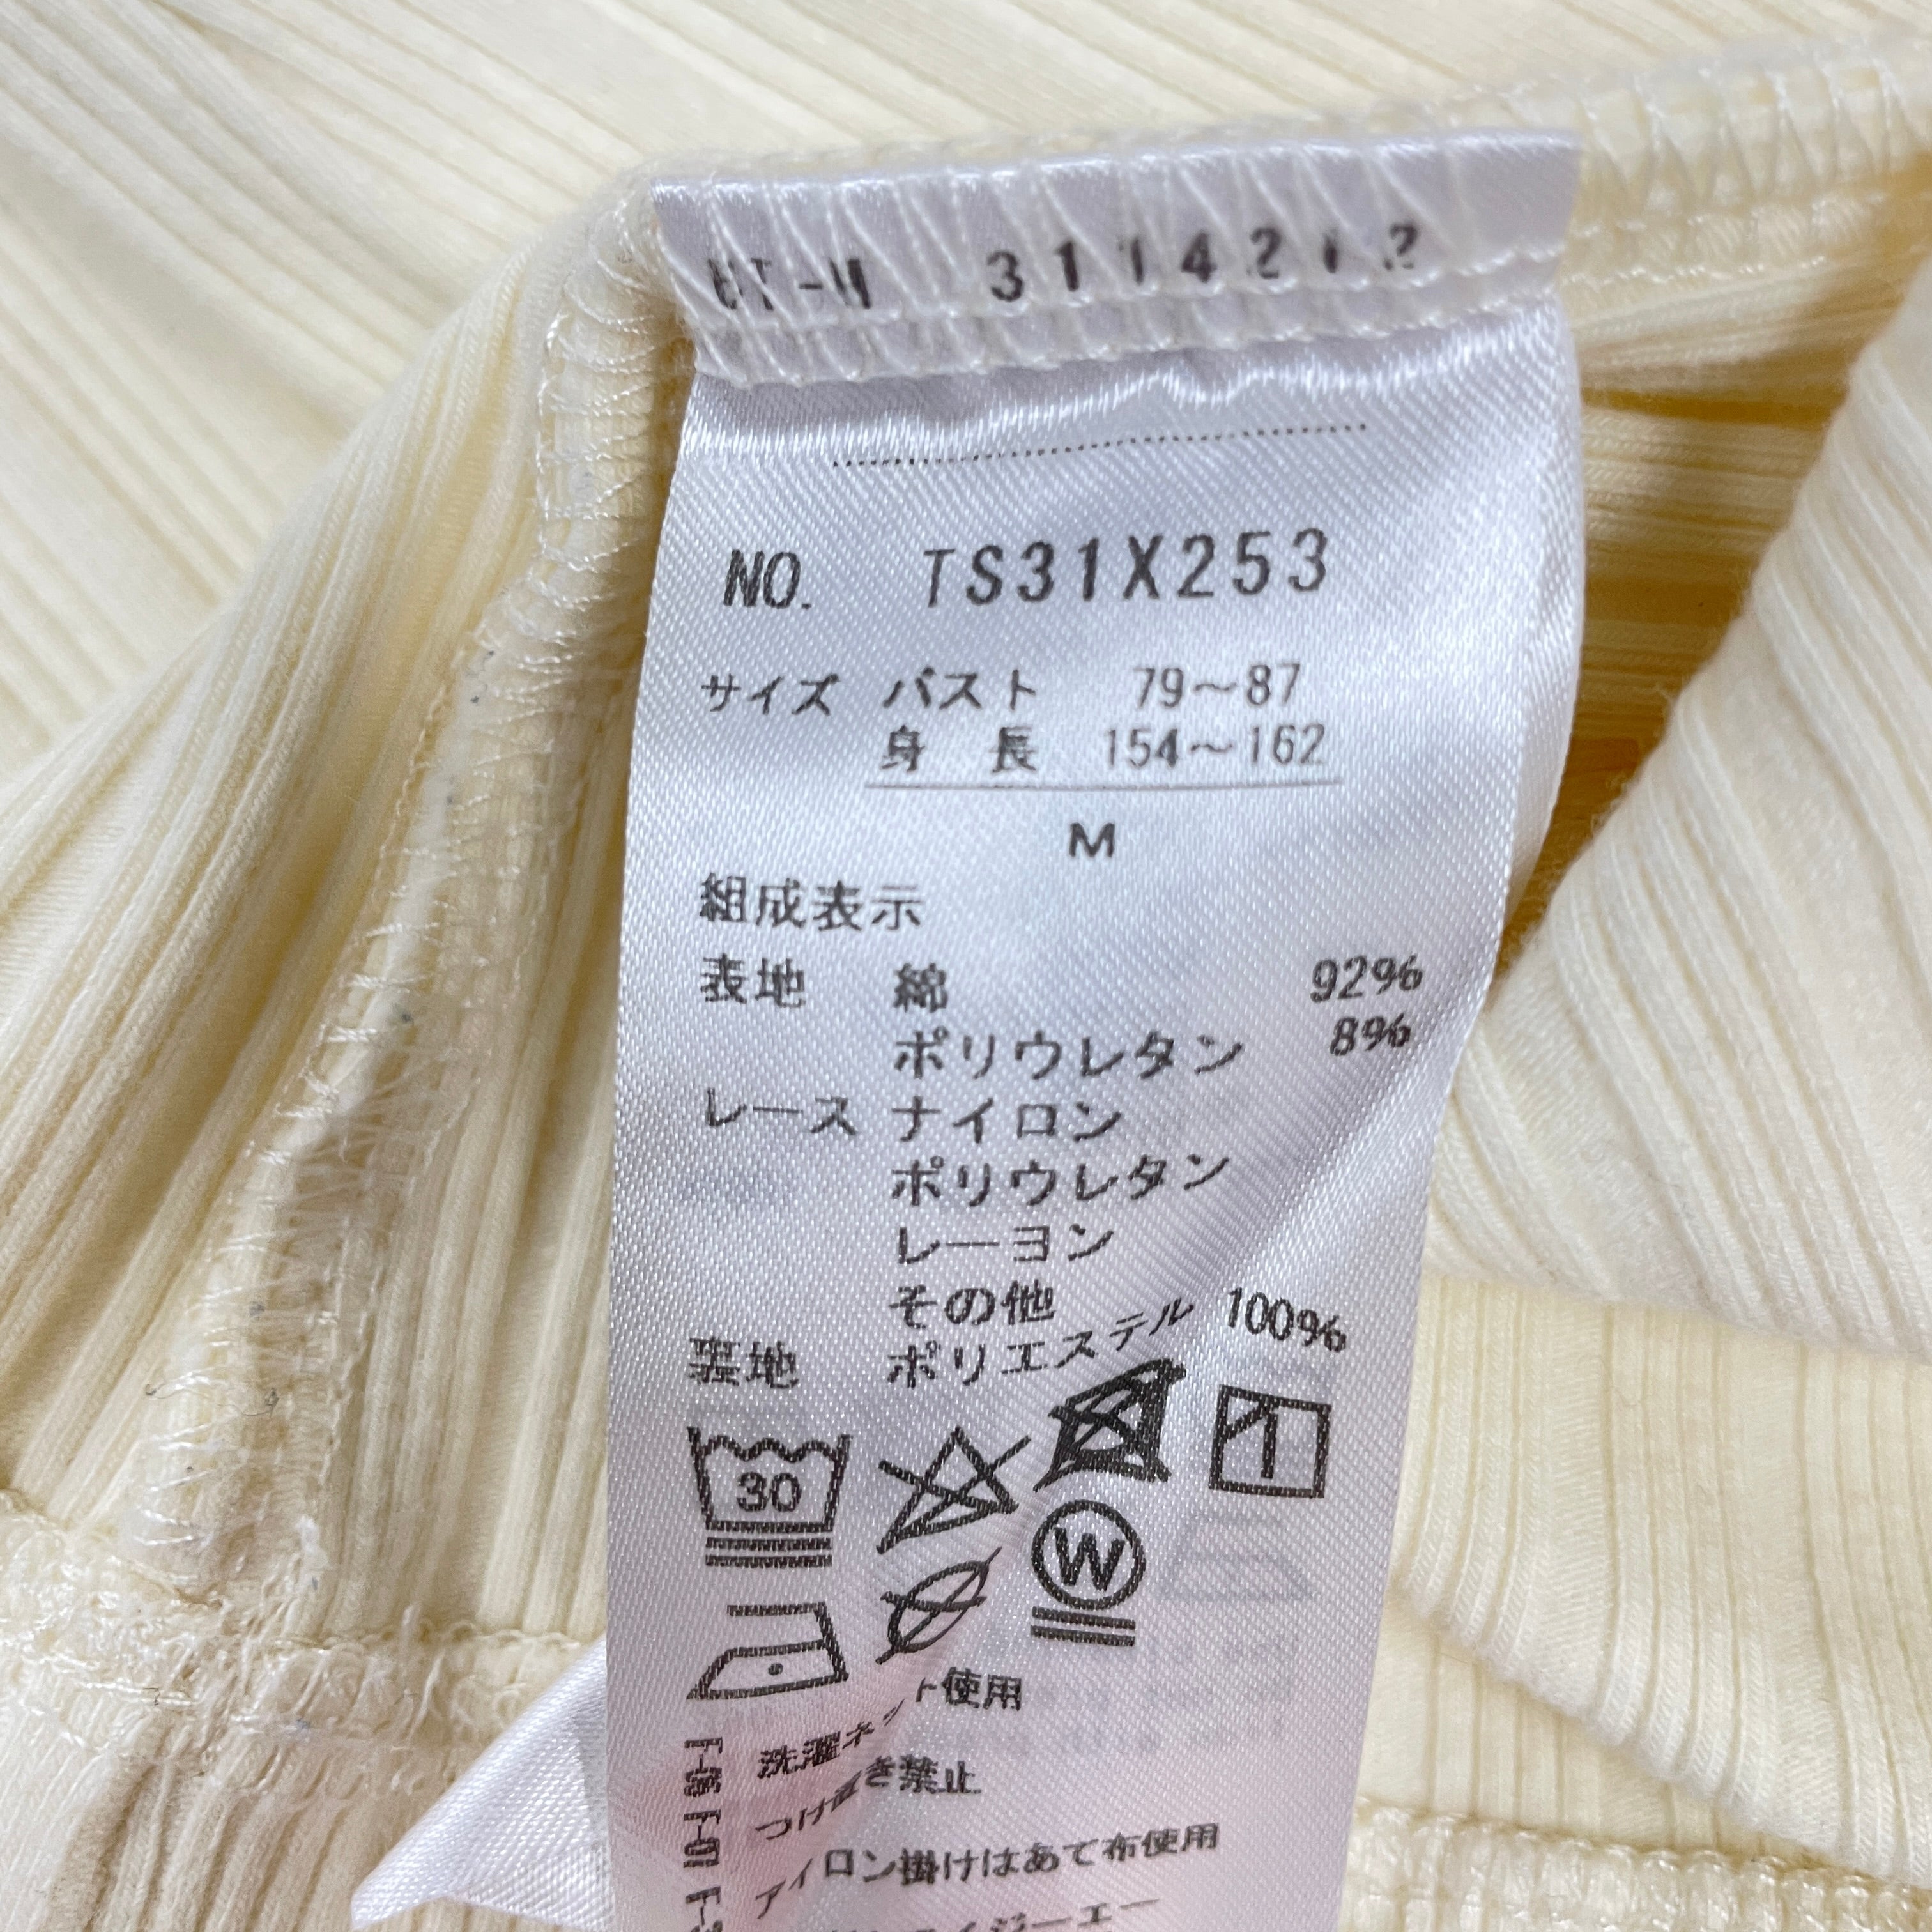 3114212
NO. TS31X253
サイズ バスト 79～87
身長 154～162
M
組成表示
表地 綿 92%
ポリウレタン 8%
レース ナイロン
ポリウレタン
レーヨン
その他
裏地 ポリエステル 100%
30
W
洗濯ネット使用
つけ置き禁止
アイロン掛けはあて布使用